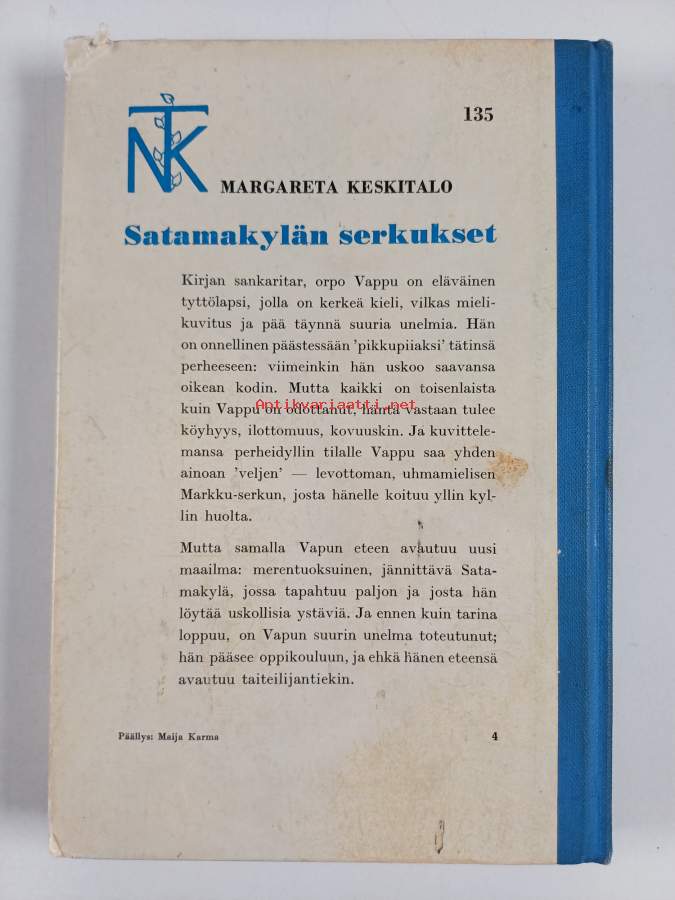 135
NTK
MARGARETA KESKITALO
Satamakylän serkukset
Kirjan sankaritar, orpo Vappu on eläväinen
tyttölapsi, jolla on kerkeä kieli, vilkas mieli-
kuvitus ja pää täynnä suuria unelmia. Hän
on onnellinen päästessään 'pikkupiiaksi' tätinsä
perheeseen: viimeinkin hän uskoo saavansa
oikean kodin. Mutta kaikki on toisenlaista
Antikvariaatti.net
kuin Vappu on odottanut, häntä vastaan tulee
köyhyys, ilottomuus, kovuuskin. Ja kuvittele-
mansa perheidyllin tilalle Vappu saa yhden
ainoan 'veljen' — levottoman, uhmamielisen
Markku-serkun, josta hänelle koituu yllin kyl-
lin huolta.
Mutta samalla Vapun eteen avautuu uusi
maailma: merentuoksuinen, jännittävä Sata-
makylä, jossa tapahtuu paljon ja josta hän
löytää uskollisia ystäviä. Ja ennen kuin tarina
loppuu, on Vapun suurin unelma toteutunut;
hän pääsee oppikouluun, ja ehkä hänen eteensä
avautuu taiteilijantiekin.
Päällys: Maija Karma
4